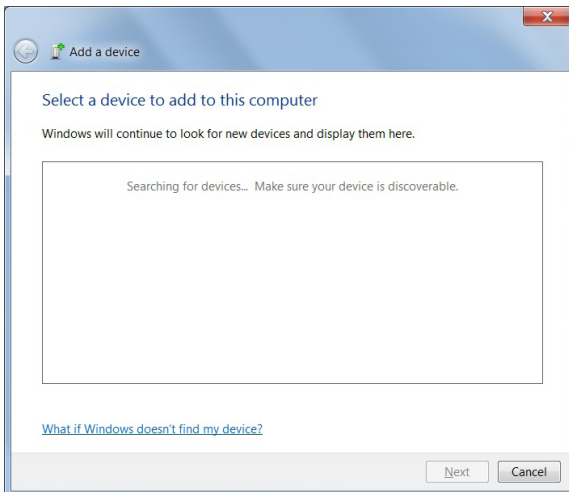 Add a device
Select a device to add to this computer
Windows will continue to look for new devices and display them here.
Searching for devices... Make sure your device is discoverable.
What if Windows doesn't find my device?
Next Cancel